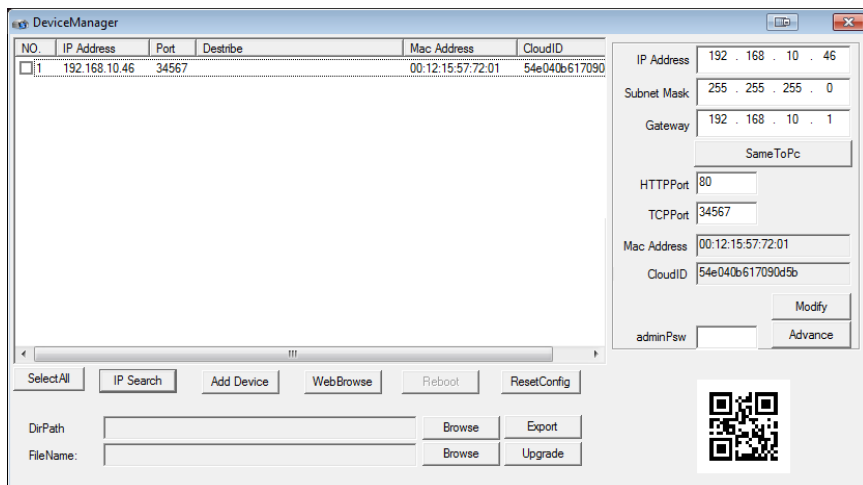 DeviceManager
NO. IP Address Port Destribe Mac Address CloudID
1 192.168.10.46 34567 00:12:15:57:72:01 54e040b617090
IP Address 192 . 168 . 10 . 46
Subnet Mask 255 . 255 . 255 . 0
Gateway 192 . 168 . 10 . 1
SameToPc
HTTPPort 80
TCPPort 34567
Mac Address 00:12:15:57:72:01
CloudID 54e040b617090d5b
Modify
adminPsw Advance
SelectAll IP Search Add Device WebBrowse Reboot ResetConfig
DirPath Browse Export
FileName: Browse Upgrade